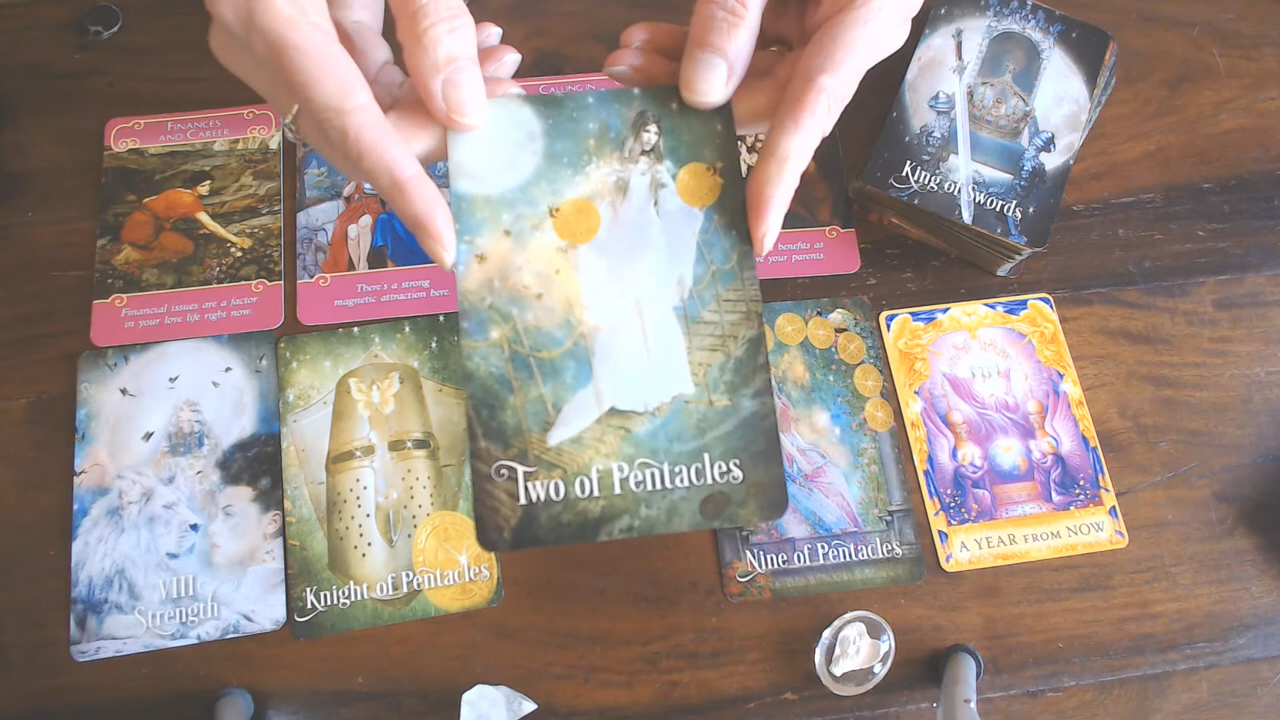 FINANCES
AND CAREER
Financial issues are a factor
in your love life right now.
There's a strong
magnetic attraction here.
CALLING IN
benefits as
your parents.
King of Swords
VIII
Strength
Knight of Pentacles
Two of Pentacles
Nine of Pentacles
A YEAR FROM NOW